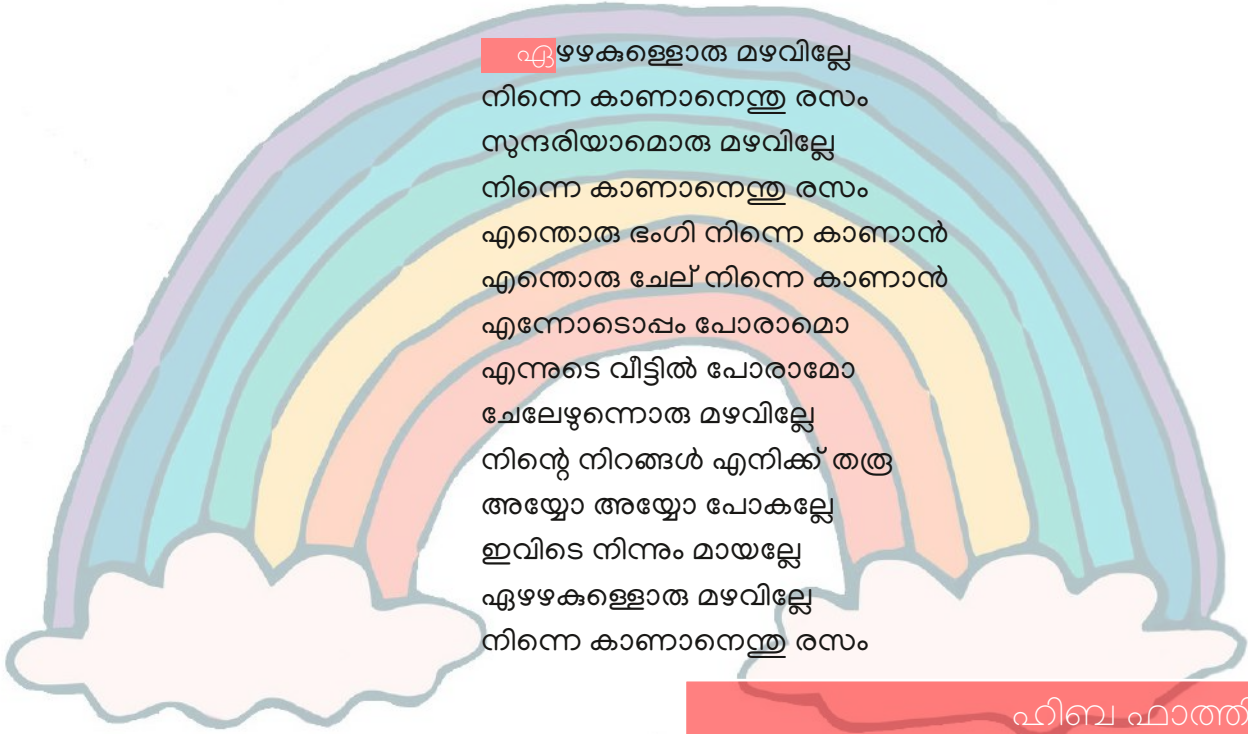 ഏഴഴകുള്ളൊരു മഴവില്ലേ
നിന്നെ കാണാനെന്തു രസം
സുന്ദരിയാമൊരു മഴവില്ലേ
നിന്നെ കാണാനെന്തു രസം
എന്തൊരു ഭംഗി നിന്നെ കാണാൻ
എന്തൊരു ചേല് നിന്നെ കാണാൻ
എന്നോടൊപ്പം പോരാമൊ
എന്നുടെ വീട്ടിൽ പോരാമോ
ചേലേഴുന്നൊരു മഴവില്ലേ
നിന്റെ നിറങ്ങൾ എനിക്ക് തരൂ
അയ്യോ അയ്യോ പോകല്ലേ
ഇവിടെ നിന്നും മായല്ലേ
ഏഴഴകുള്ളൊരു മഴവില്ലേ
നിന്നെ കാണാനെന്തു രസം
ഹിബ